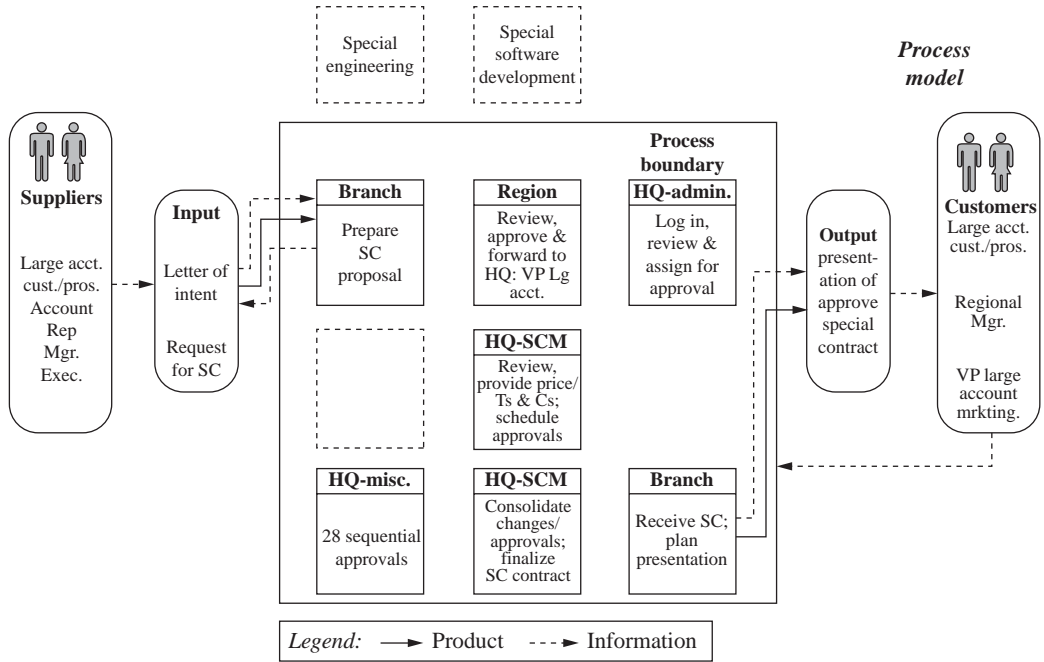 Special
engineering
Special
software
development
Process
model
Suppliers
Large acct.
cust./pros.
Account
Rep
Mgr.
Exec.
Input
Letter of
intent
Request
for SC
Process
boundary
Branch
Prepare
SC
proposal
Region
Review,
approve &
forward to
HQ: VP Lg
acct.
HQ-admin.
Log in,
review &
assign for
approval
HQ-SCM
Review,
provide price/
Ts & Cs;
schedule
approvals
HQ-misc.
28 sequential
approvals
HQ-SCM
Consolidate
changes/
approvals;
finalize
SC contract
Branch
Receive SC;
plan
presentation
Output
present-
ation of
approve
special
contract
Customers
Large acct.
cust./pros.
Regional
Mgr.
VP large
account
mrkting.
Legend: Product Information